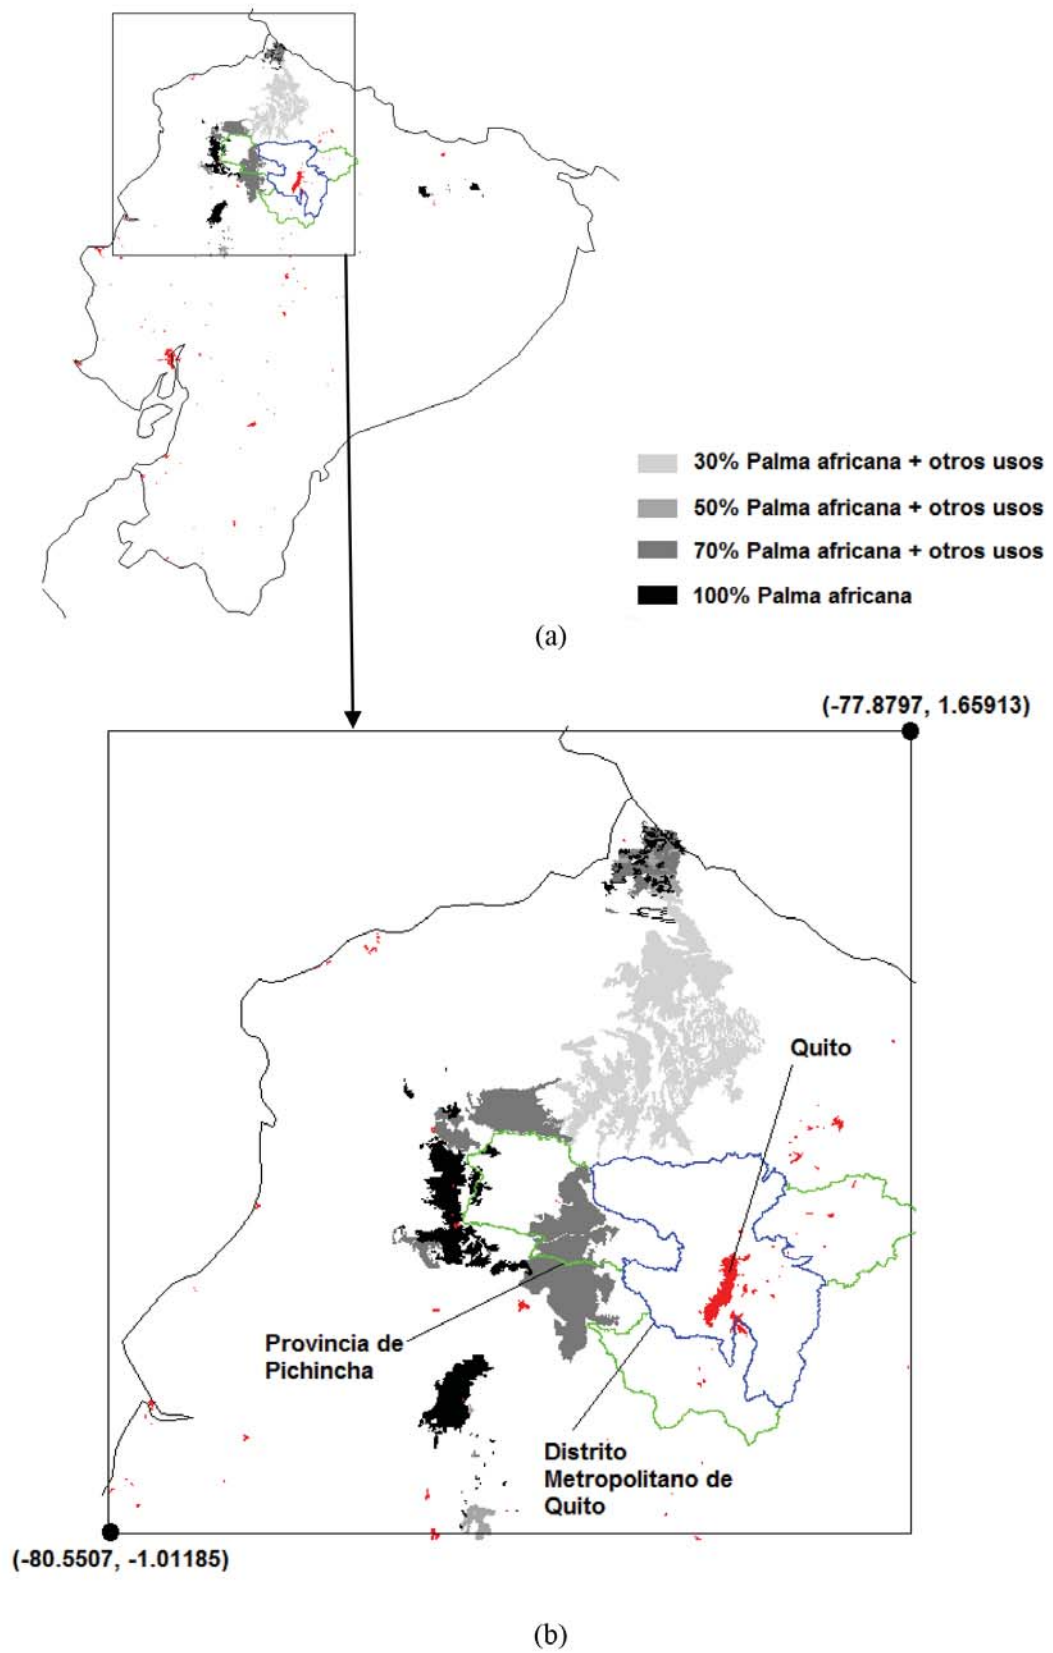 30% Palma africana + otros usos
50% Palma africana + otros usos
70% Palma africana + otros usos
100% Palma africana
(a)
(-77.8797, 1.65913)
Quito
Provincia de
Pichincha
Distrito
Metropolitano de
Quito
(-80.5507, -1.01185)
(b)